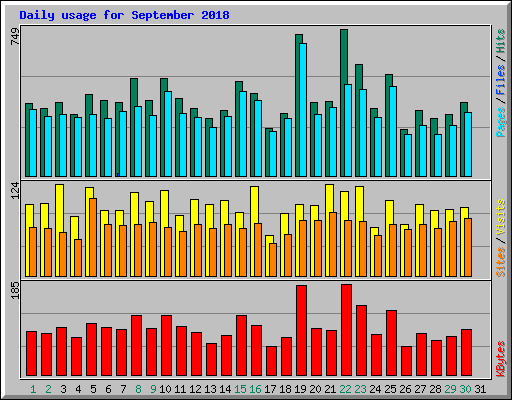 Daily usage for September 2018
749
124
185
Pages / Files / Hits
Sites / Visits
KBytes
1 2 3 4 5 6 7 8 9 10 11 12 13 14 15 16 17 18 19 20 21 22 23 24 25 26 27 28 29 30 31